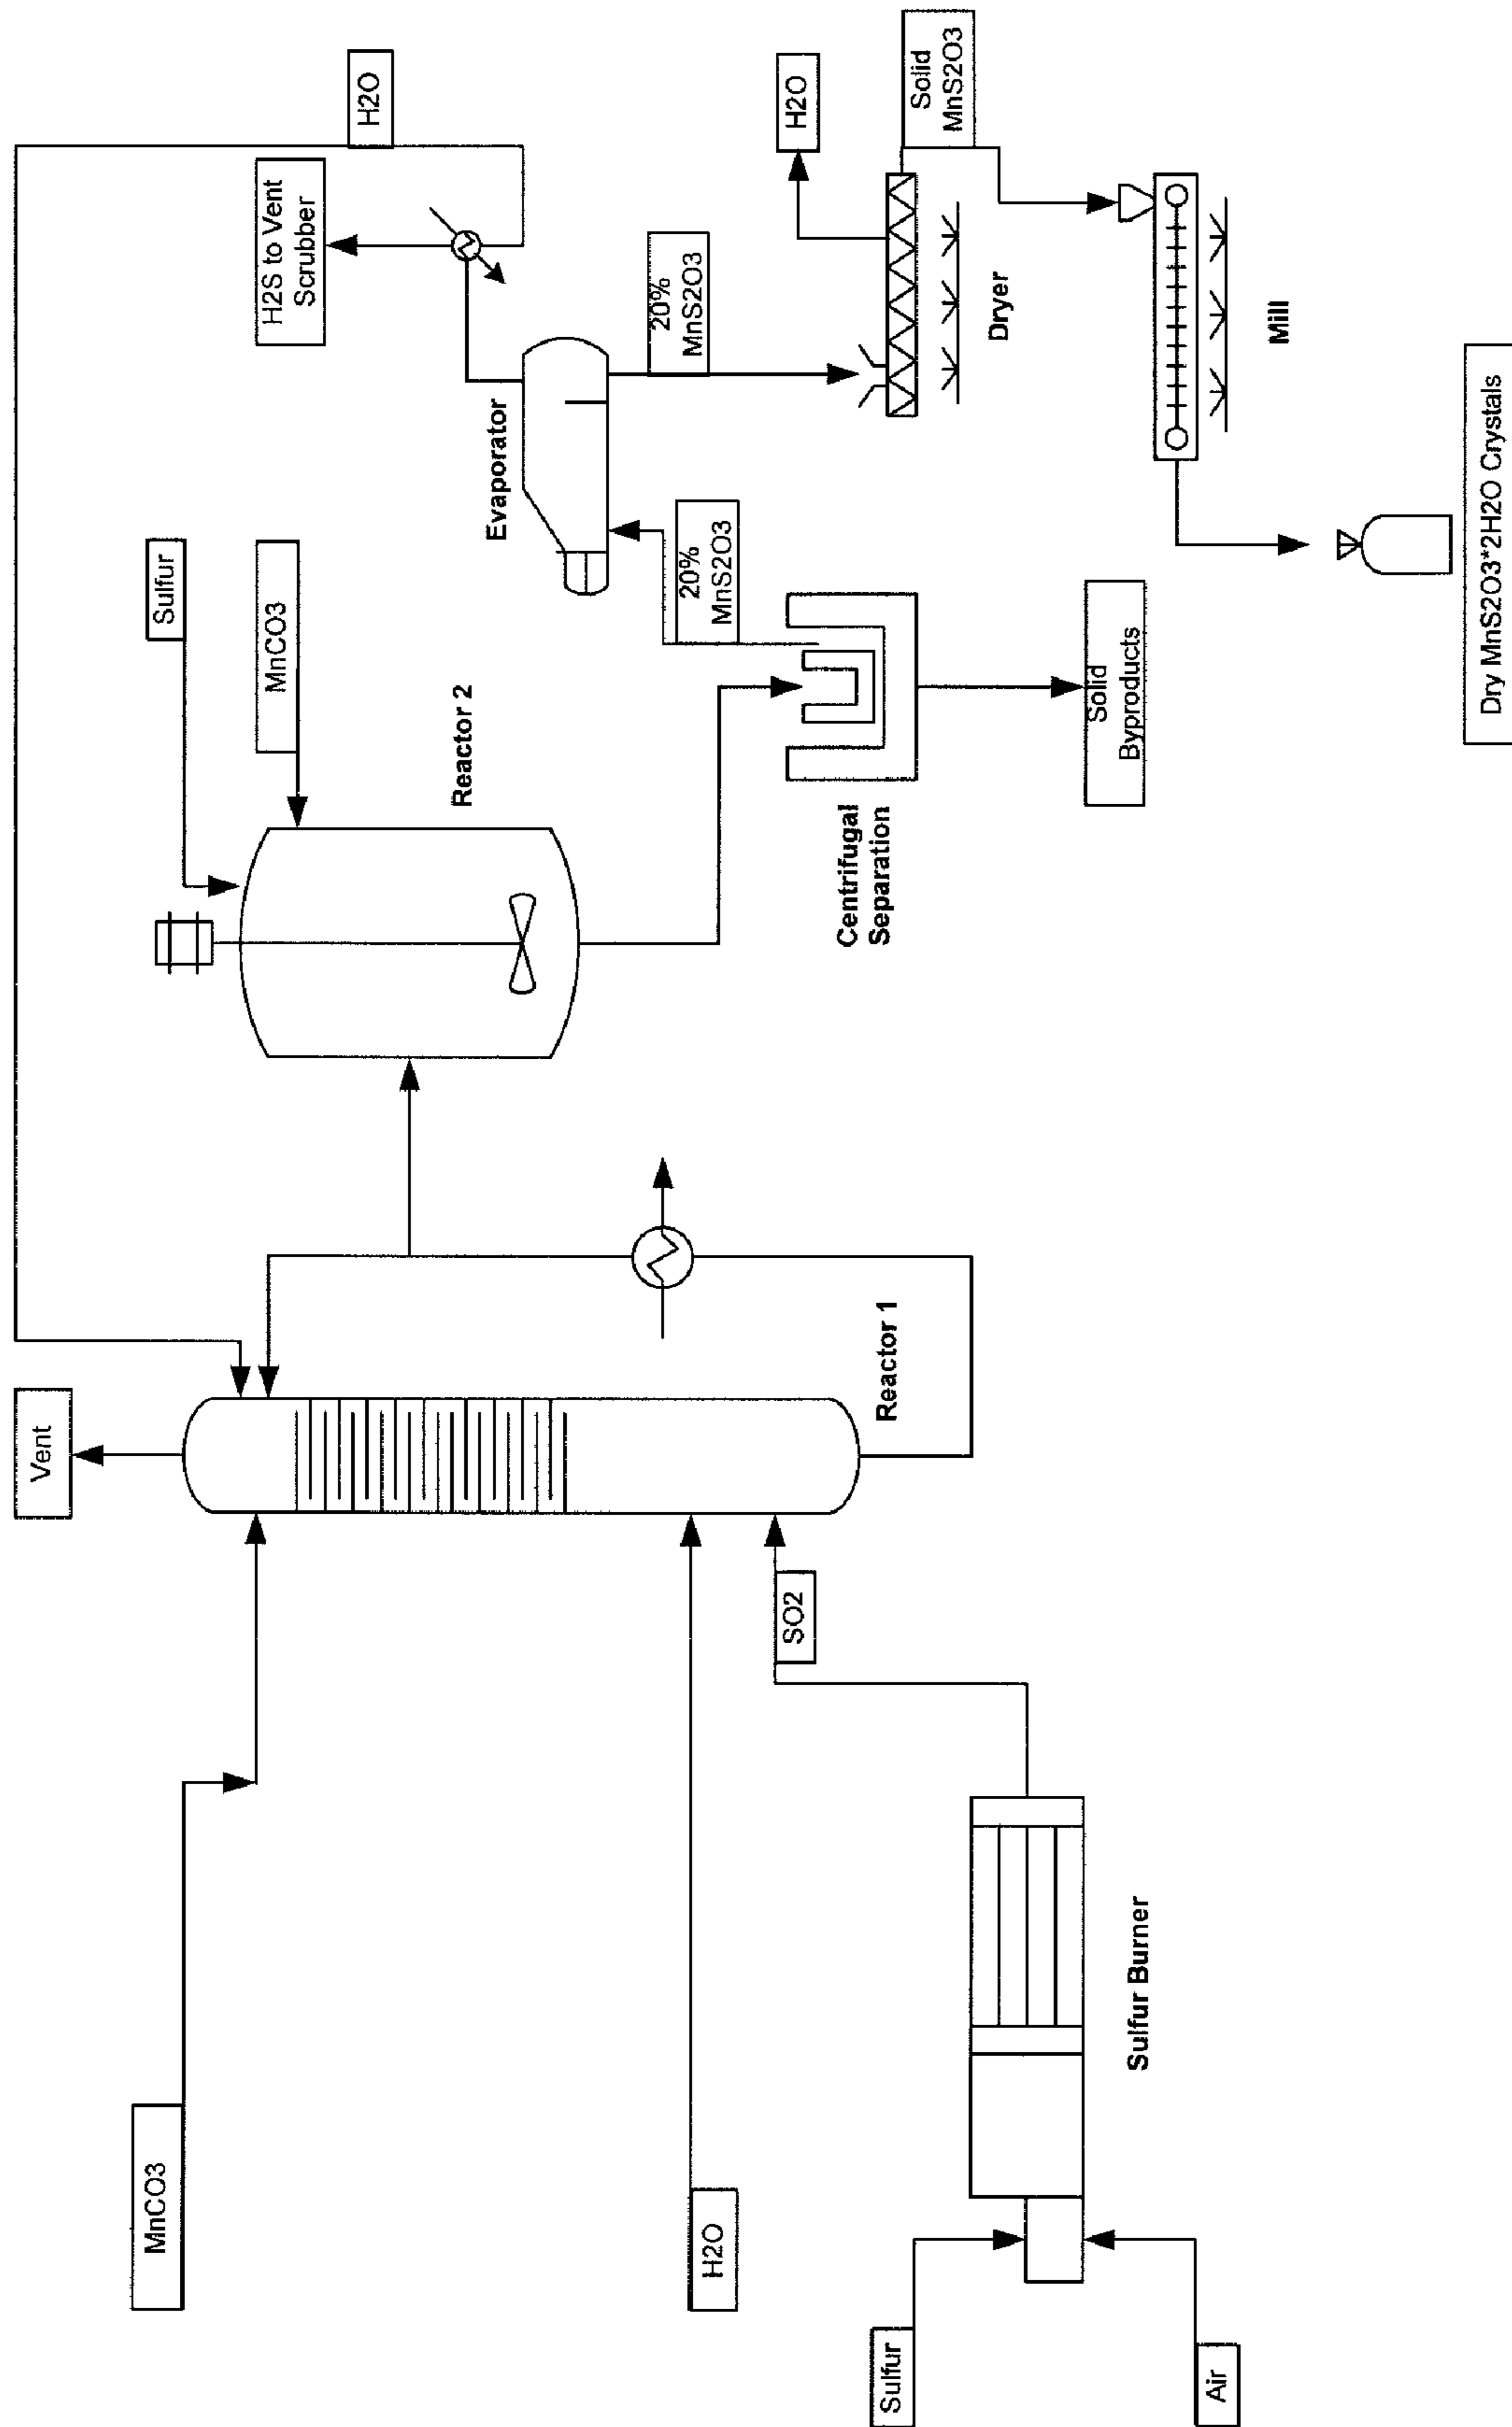 MnCO3
H2O
Sulfur
Air
Sulfur Burner
SO2
Vent
Reactor 1
Sulfur
MnCO3
Reactor 2
Centrifugal
Separation
Solid
Byproducts
20%
MnS2O3
Evaporator
H2S to Vent
Scrubber
H2O
20%
MnS2O3
H2O
Dryer
Solid
MnS2O3
Mill
Dry MnS2O3*2H2O Crystals